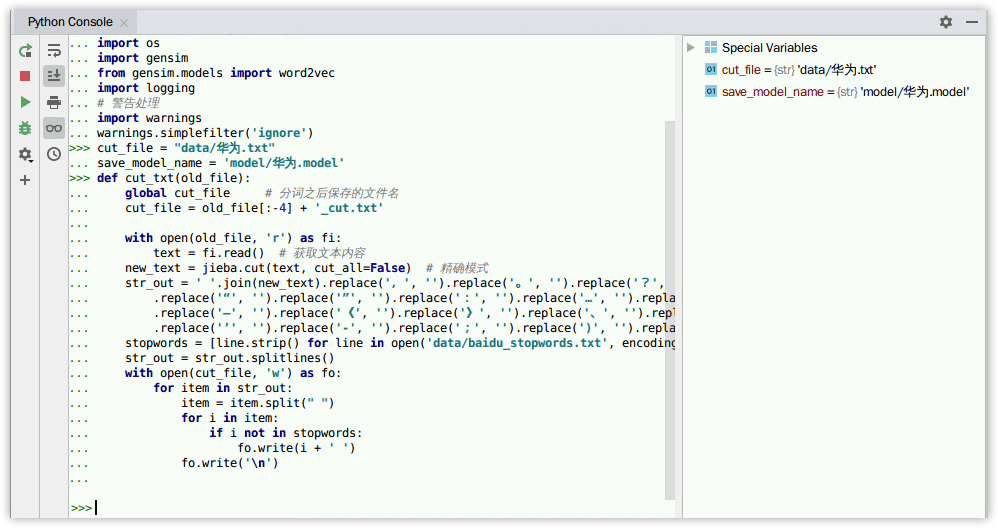 Python Console
... import os
... import gensim
... from gensim.models import word2vec
... import logging
... # 警告处理
... import warnings
... warnings.simplefilter('ignore')
>>> cut_file = "data/华为.txt"
... save_model_name = 'model/华为.model'
>>> def cut_txt(old_file):
...     global cut_file     # 分词之后保存的文件名
...     cut_file = old_file[:-4] + '_cut.txt'
...
...     with open(old_file, 'r') as fi:
...         text = fi.read()  # 获取文本内容
...     new_text = jieba.cut(text, cut_all=False)  # 精确模式
...     str_out = ' '.join(new_text).replace('，', '').replace('。', '').replace('？', '
...         .replace('“', '').replace('”', '').replace('：', '').replace('…', '').repla
...         .replace('—', '').replace('《', '').replace('》', '').replace('、', '').repla
...         .replace('‘', '').replace('-', '').replace('；', '').replace(')', '').repla
...     stopwords = [line.strip() for line in open('data/baidu_stopwords.txt', encoding
...     str_out = str_out.splitlines()
...     with open(cut_file, 'w') as fo:
...         for item in str_out:
...             item = item.split(" ")
...             for i in item:
...                 if i not in stopwords:
...                     fo.write(i + ' ')
...             fo.write('\n')
...
>>>
Special Variables
01 cut_file = {str} 'data/华为.txt'
01 save_model_name = {str} 'model/华为.model'